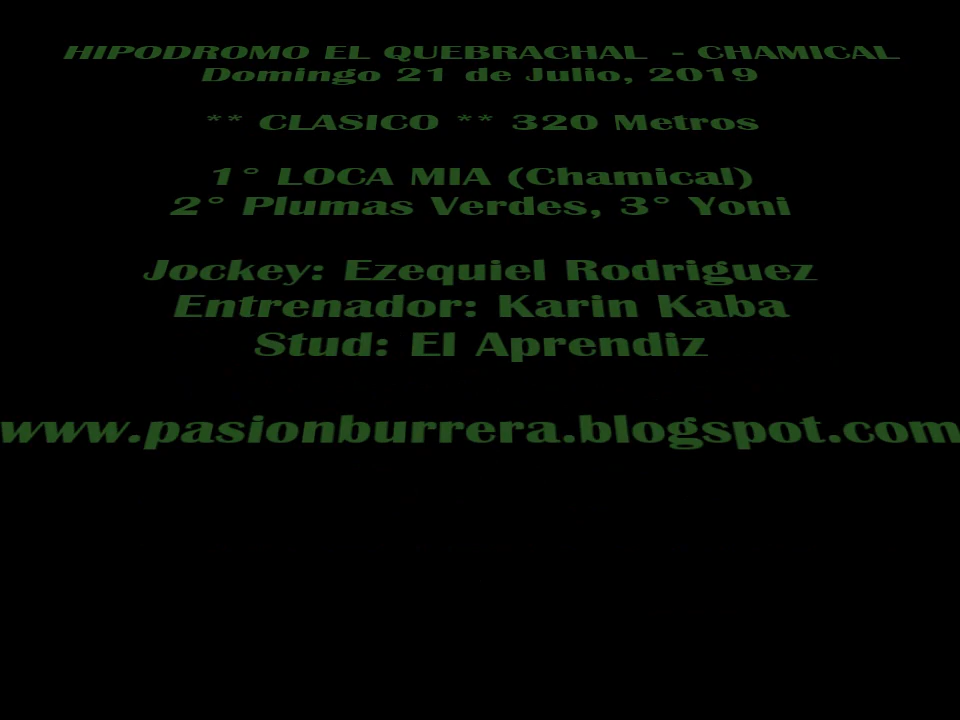 HIPODROMO EL QUEBRACHAL - CHAMICAL
Domingo 21 de Julio, 2019
** CLASICO ** 320 Metros
1° LOCA MIA (Chamical)
2° Plumas Verdes, 3° Yoni
Jockey: Ezequiel Rodriguez
Entrenador: Karin Kaba
Stud: El Aprendiz
www.pasionburrera.blogspot.com